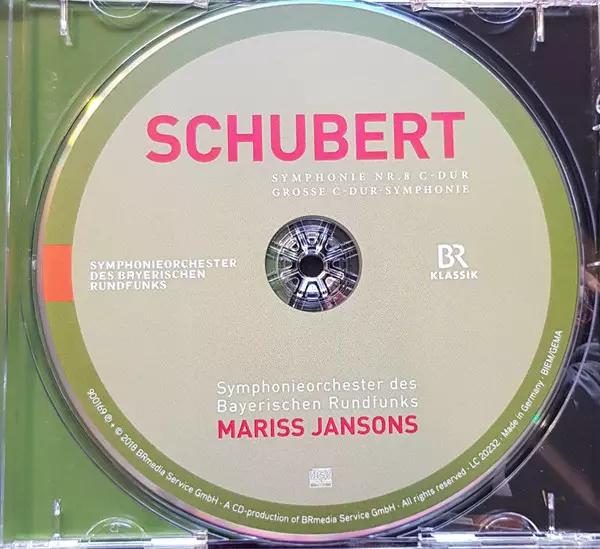 SCHUBERT
SYMPHONIE NR. 8 C-DUR
GROSSE C-DUR-SYMPHONIE
SYMPHONIEORCHESTER
DES BAYERISCHEN
RUNDFUNKS
BR
KLASSIK
Symphonieorchester des
Bayerischen Rundfunks
MARISS JANSONS
900169 ℗ + © 2018 BRmedia Service GmbH · A CD-production of BRmedia Service GmbH · All rights reserved · LC 20232 · Made in Germany · BIEM/GEMA